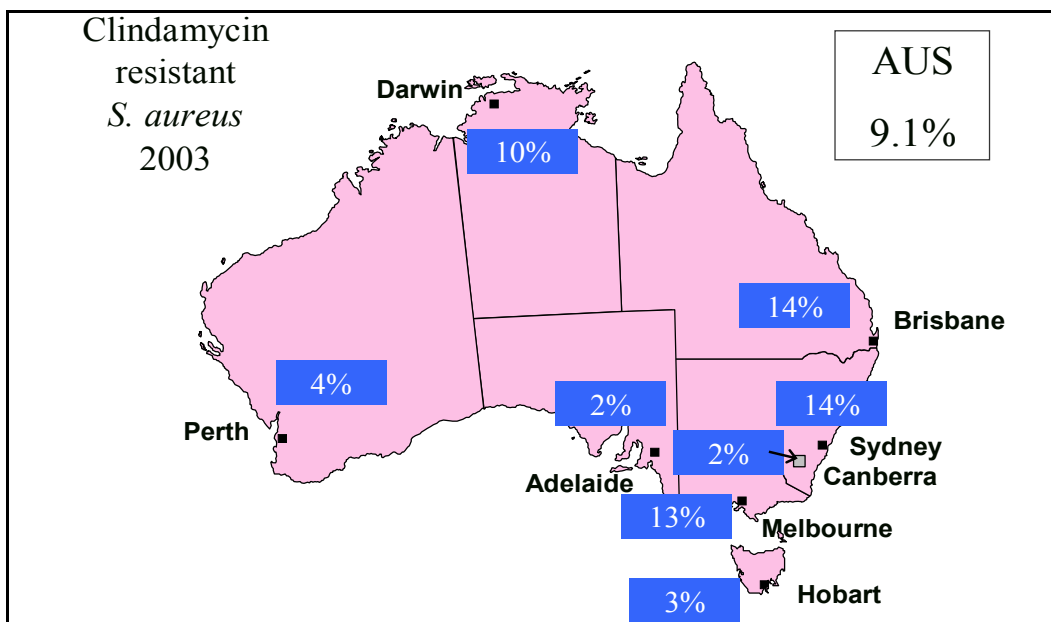 Clindamycin
resistant
S. aureus
2003
AUS
9.1%
Darwin
10%
14%
Brisbane
4%
Perth
2%
Adelaide
14%
Sydney
2%
Canberra
13%
Melbourne
3%
Hobart